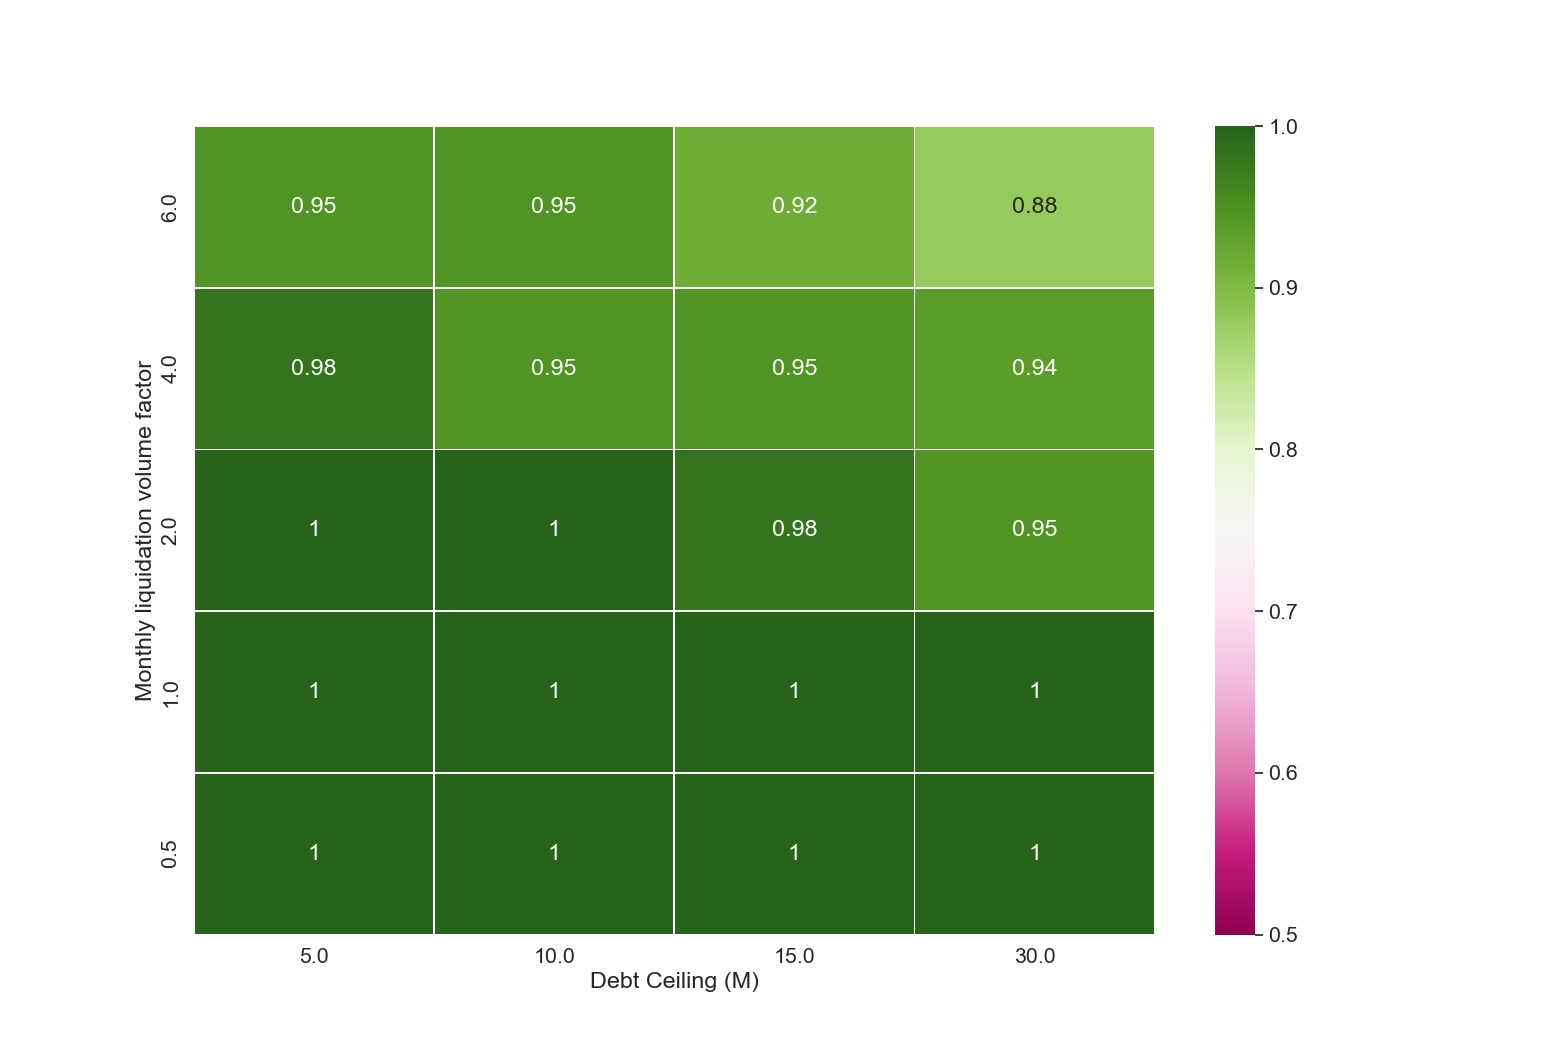 1.0
6.0 0.95 0.95 0.92 0.88
0.9
4.0 0.98 0.95 0.95 0.94
0.8
Monthly liquidation volume factor
2.0 1 1 0.98 0.95
0.7
1.0 1 1 1 1
0.6
0.5 1 1 1 1
0.5
5.0 10.0 15.0 30.0
Debt Ceiling (M)